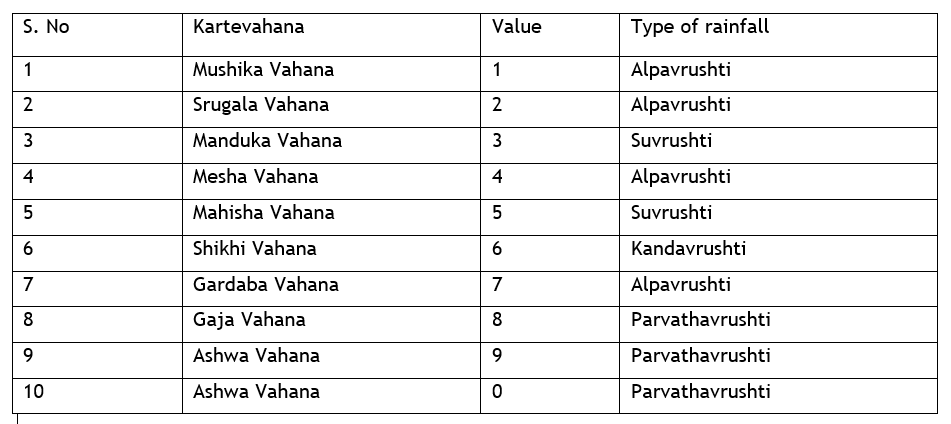 S. No Kartevahana Value Type of rainfall
1 Mushika Vahana 1 Alpavrushti
2 Srugala Vahana 2 Alpavrushti
3 Manduka Vahana 3 Suvrushti
4 Mesha Vahana 4 Alpavrushti
5 Mahisha Vahana 5 Suvrushti
6 Shikhi Vahana 6 Kandavrushti
7 Gardaba Vahana 7 Alpavrushti
8 Gaja Vahana 8 Parvathavrushti
9 Ashwa Vahana 9 Parvathavrushti
10 Ashwa Vahana 0 Parvathavrushti